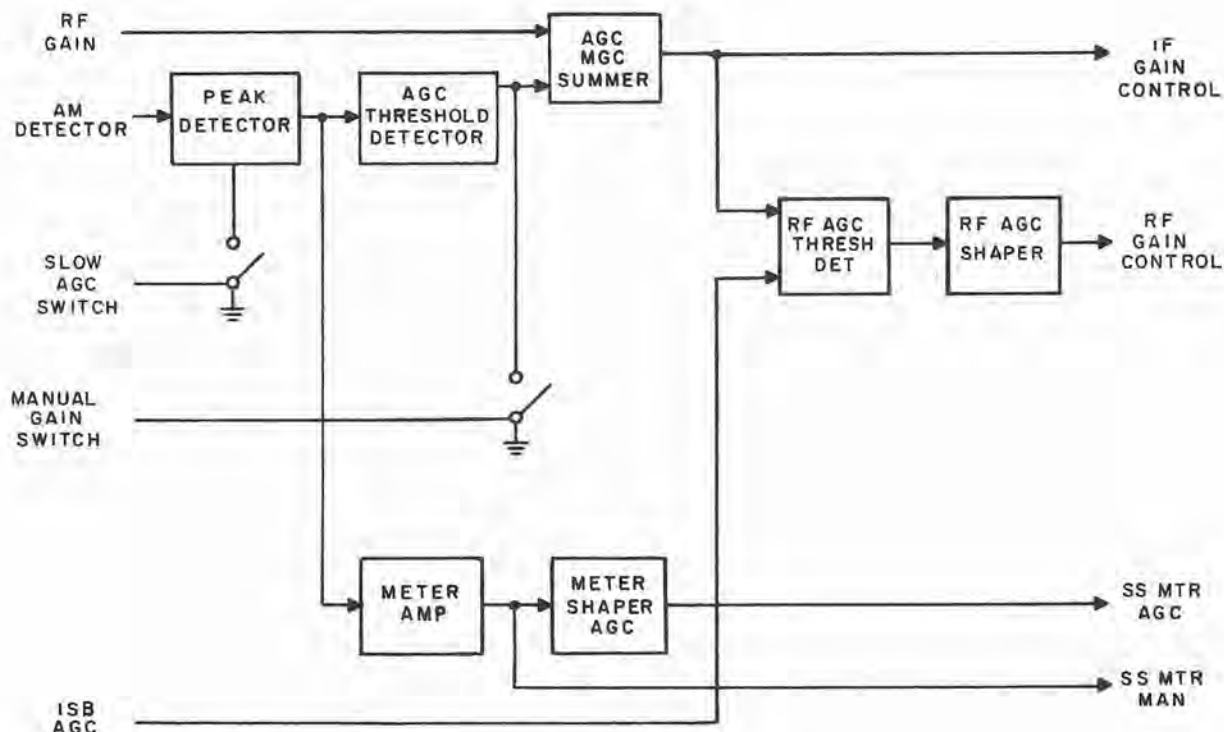 RF
GAIN
AGC
MGC
SUMMER
IF
GAIN
CONTROL
AM
DETECTOR
PEAK
DETECTOR
AGC
THRESHOLD
DETECTOR
RF AGC
THRESH
DET
RF AGC
SHAPER
RF
GAIN
CONTROL
SLOW
AGC
SWITCH
MANUAL
GAIN
SWITCH
METER
AMP
METER
SHAPER
AGC
SS MTR
AGC
SS MTR
MAN
ISB
AGC